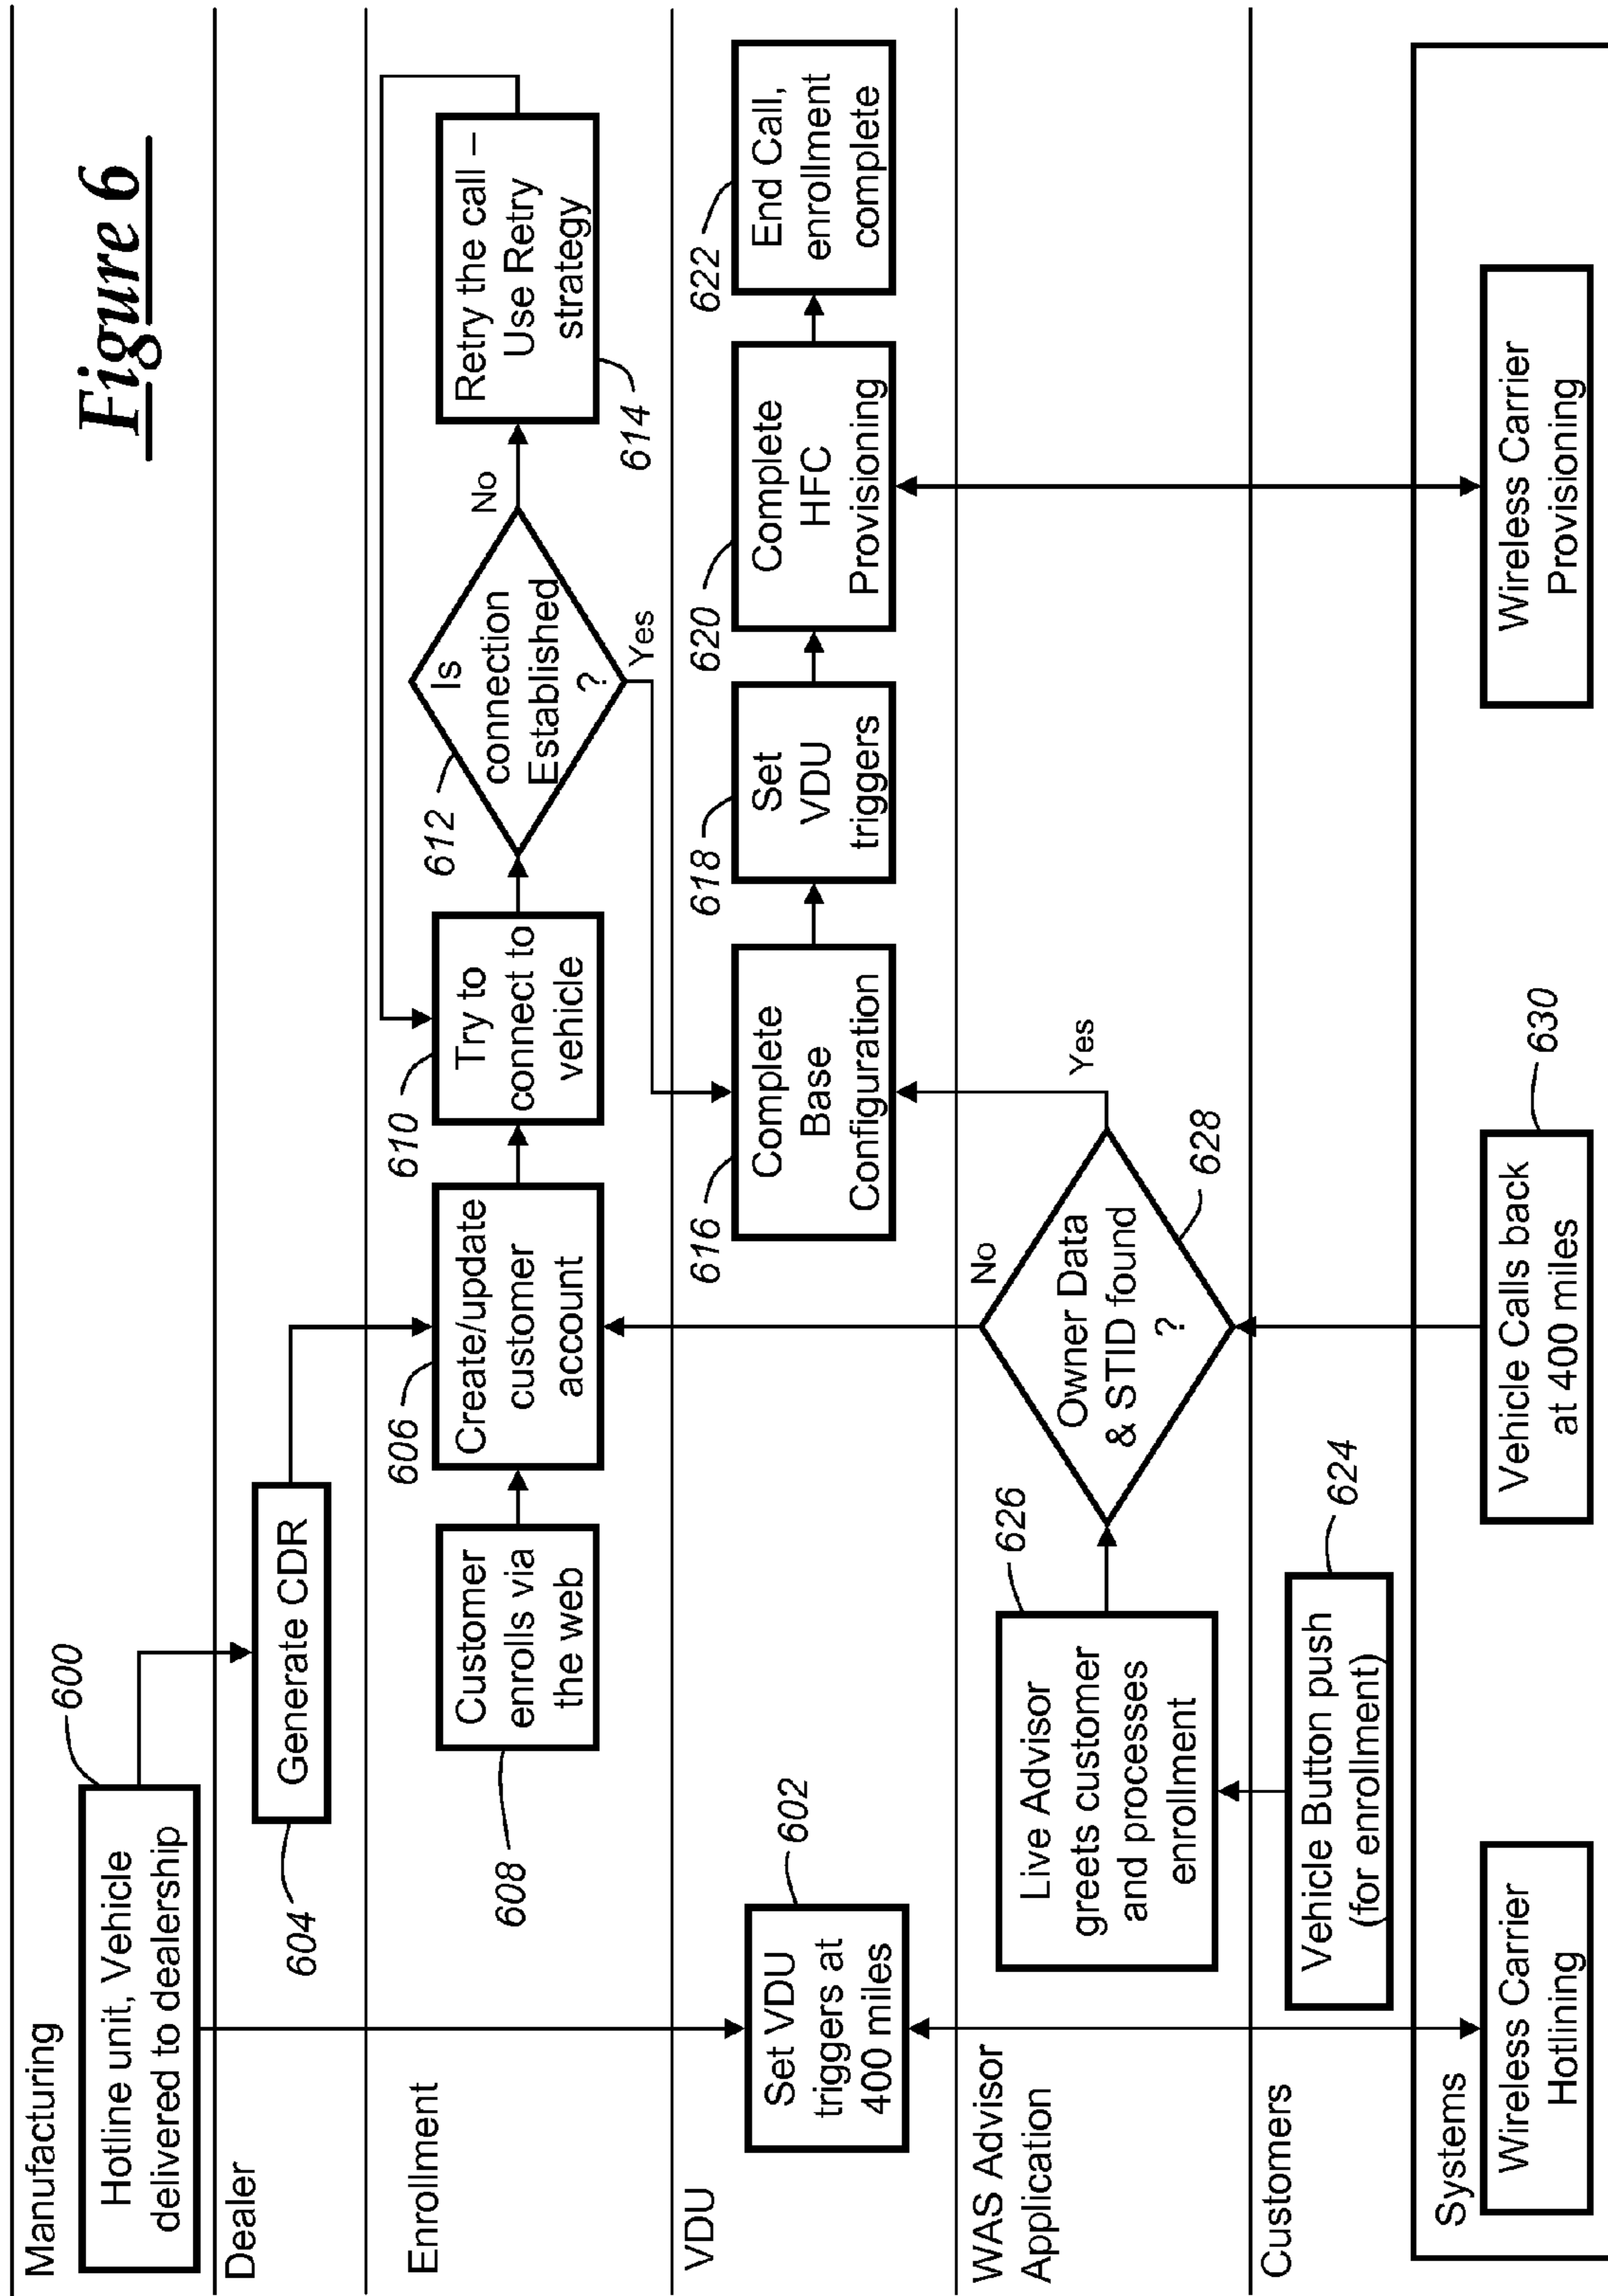 Figure 6
Manufacturing
Hotline unit, Vehicle
delivered to dealership
600
Dealer
604
Generate CDR
Enrollment
608
Customer
enrolls via
the web
606
Create/update
customer
account
610
Try to
connect to
vehicle
612
Is
connection
Established
?
No
Yes
614
Retry the call –
Use Retry
strategy
VDU
602
Set VDU
triggers at
400 miles
616
Complete
Base
Configuration
618
Set
VDU
triggers
620
Complete
HFC
Provisioning
622
End Call,
enrollment
complete
WAS Advisor
Application
626
Live Advisor
greets customer
and processes
enrollment
No
Owner Data
& STID found
?
Yes
628
Customers
Vehicle Button push
(for enrollment)
624
Systems
Wireless Carrier
Hotlining
Vehicle Calls back
at 400 miles
630
Wireless Carrier
Provisioning